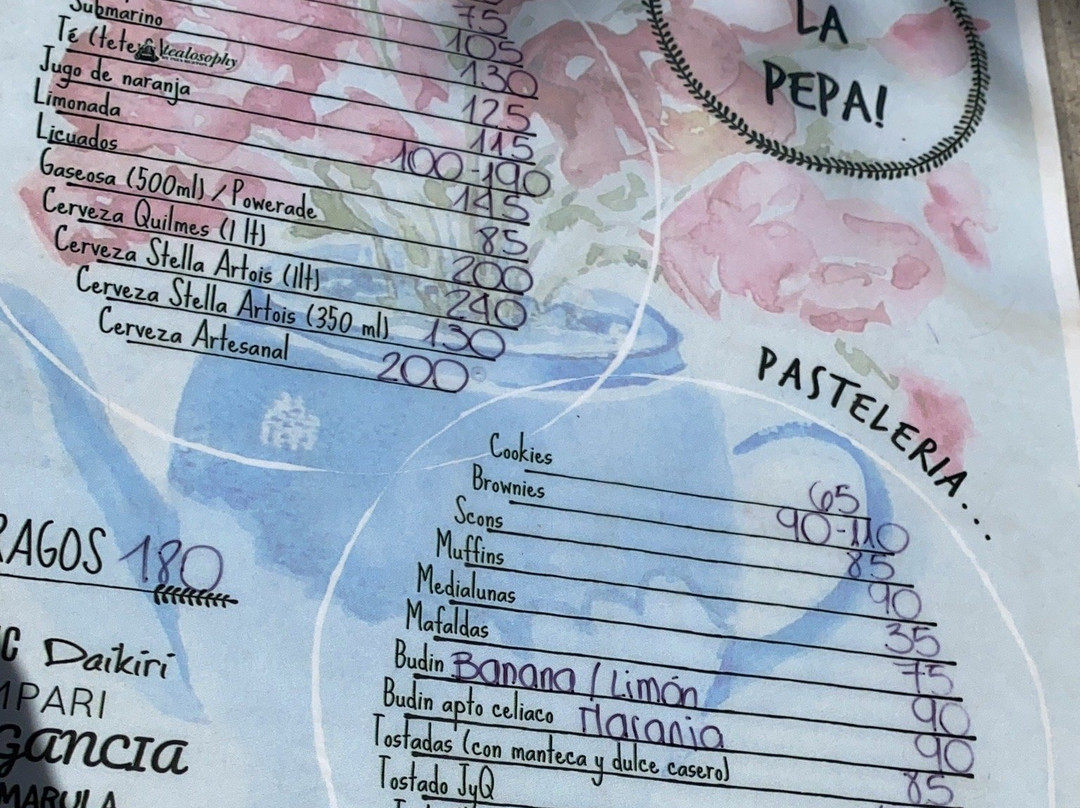 LA
PEPA!
75
105
Submarino 130
Té (tete tealosophy 125
Jugo de naranja 115
Limonada 100-190
Licuados 145
Gaseosa (500ml) / Powerade 85
Cerveza Quilmes (1 lt) 200
Cerveza Stella Artois (1lt) 240
Cerveza Stella Artois (350 ml) 130
Cerveza Artesanal 200
PASTELERIA...
Cookies 65
Brownies 90-110
Scons 85
Muffins 90
Medialunas 35
Mafaldas 75
Budin Banana / Limón 90
Budin apto celiaco Naranja 90
Tostadas (con manteca y dulce casero) 85
Tostado JyQ
RAGOS 180
C Daikiri
MPARI
gancia
MARULA